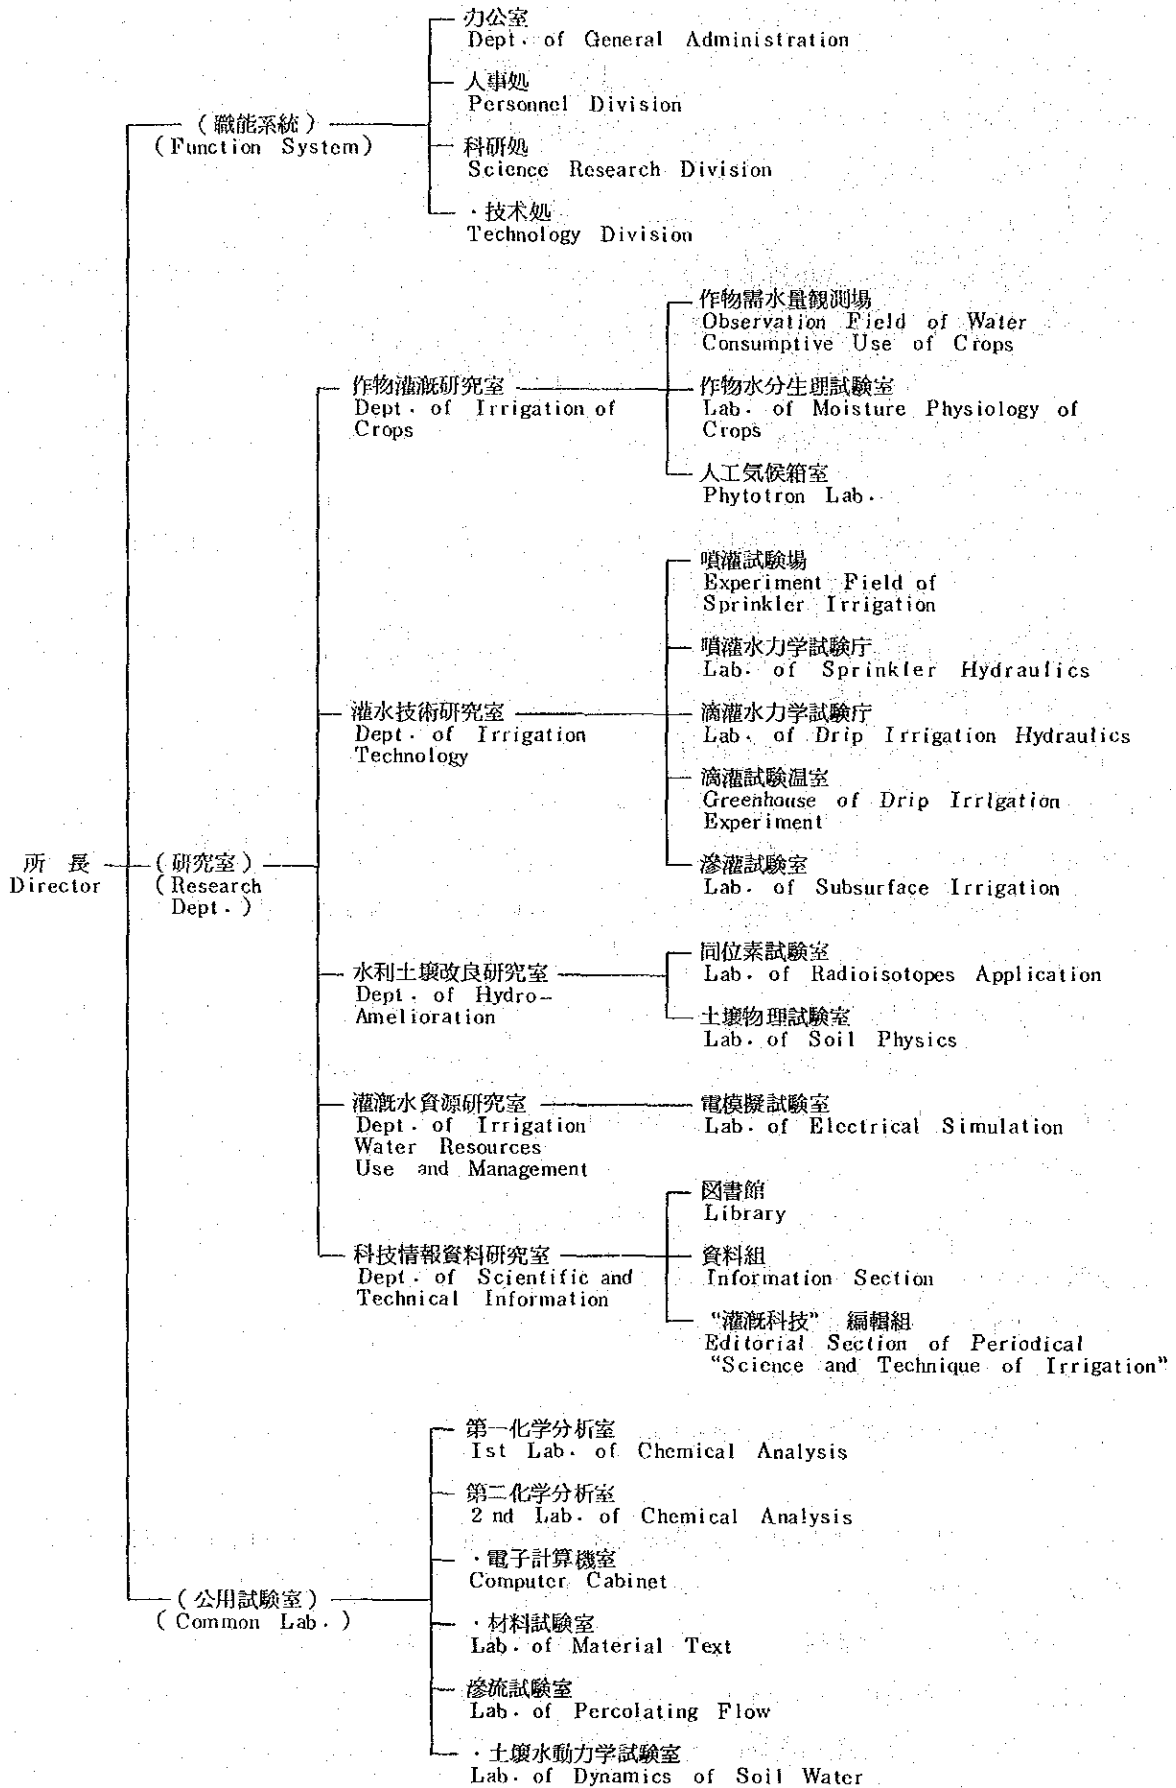 所 長
Director
(職能系統)
(Function System)
办公室
Dept. of General Administration
人事処
Personnel Division
科研処
Science Research Division
・技术処
Technology Division
(研究室)
(Research
Dept.)
作物灌漑研究室
Dept. of Irrigation of
Crops
作物需水量観測場
Observation Field of Water
Consumptive Use of Crops
作物水分生理試験室
Lab. of Moisture Physiology of
Crops
人工気候箱室
Phytotron Lab.
灌水技術研究室
Dept. of Irrigation
Technology
噴灌試験場
Experiment Field of
Sprinkler Irrigation
噴灌水力学試験庁
Lab. of Sprinkler Hydraulics
滴灌水力学試験庁
Lab. of Drip Irrigation Hydraulics
滴灌試験温室
Greenhouse of Drip Irrigation
Experiment
滲灌試験室
Lab. of Subsurface Irrigation
水利土壌改良研究室
Dept. of Hydro-
Amelioration
同位素試験室
Lab. of Radioisotopes Application
土壌物理試験室
Lab. of Soil Physics
灌漑水資源研究室
Dept. of Irrigation
Water Resources
Use and Management
電模擬試験室
Lab. of Electrical Simulation
科技情報資料研究室
Dept. of Scientific and
Technical Information
図書館
Library
資料組
Information Section
“灌漑科技” 編輯組
Editorial Section of Periodical
“Science and Technique of Irrigation”
(公用試験室)
(Common Lab.)
第一化学分析室
Ist Lab. of Chemical Analysis
第二化学分析室
2 nd Lab. of Chemical Analysis
・電子計算機室
Computer Cabinet
・材料試験室
Lab. of Material Text
滲流試験室
Lab. of Percolating Flow
・土壌水動力学試験室
Lab. of Dynamics of Soil Water